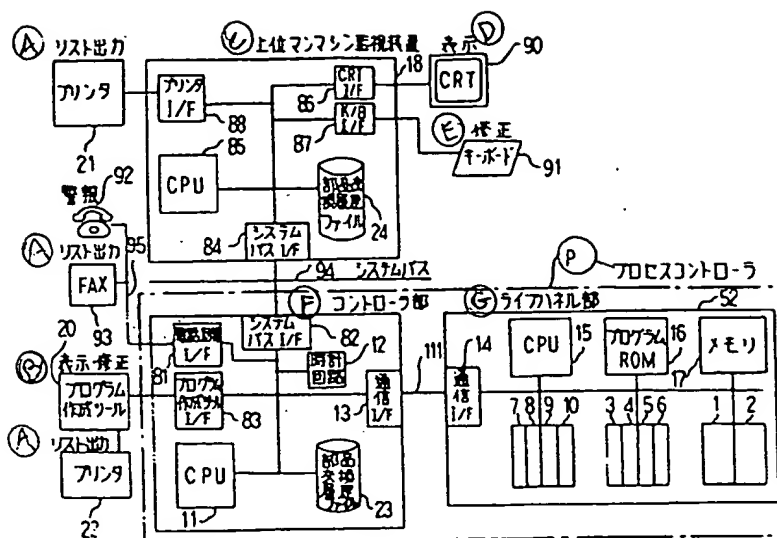 Ⓐ リスト出力
プリンタ
21
Ⓒ 上位マンマシン監視装置
18
プリンタ
I/F
88
85
CPU
CRT
I/F
86
K/B
I/F
87
部品交
換履歴
ファイル
24
84
システム
バス I/F
表示 Ⓓ
90
CRT
Ⓔ 修正
キーボード
91
92
警報
Ⓐ リスト出力
95
FAX
93
94 システムバス
Ⓟ プロセスコントローラ
20
Ⓑ 表示修正
プログラム
作成ツール
Ⓐ リスト出力
プリンタ
22
Ⓕ コントローラ部
システム
バス I/F
82
I/F
81
プログラム
作成ツール
I/F
83
時計
回路
12
通信
I/F
13
CPU
11
部品
交換
履歴
ファイル
23
111
Ⓖ ライフパネル部
52
14
通信
I/F
CPU
15
プログラム
ROM
16
メモリ
17
7 8 9 10
3 4 5 6
1 2